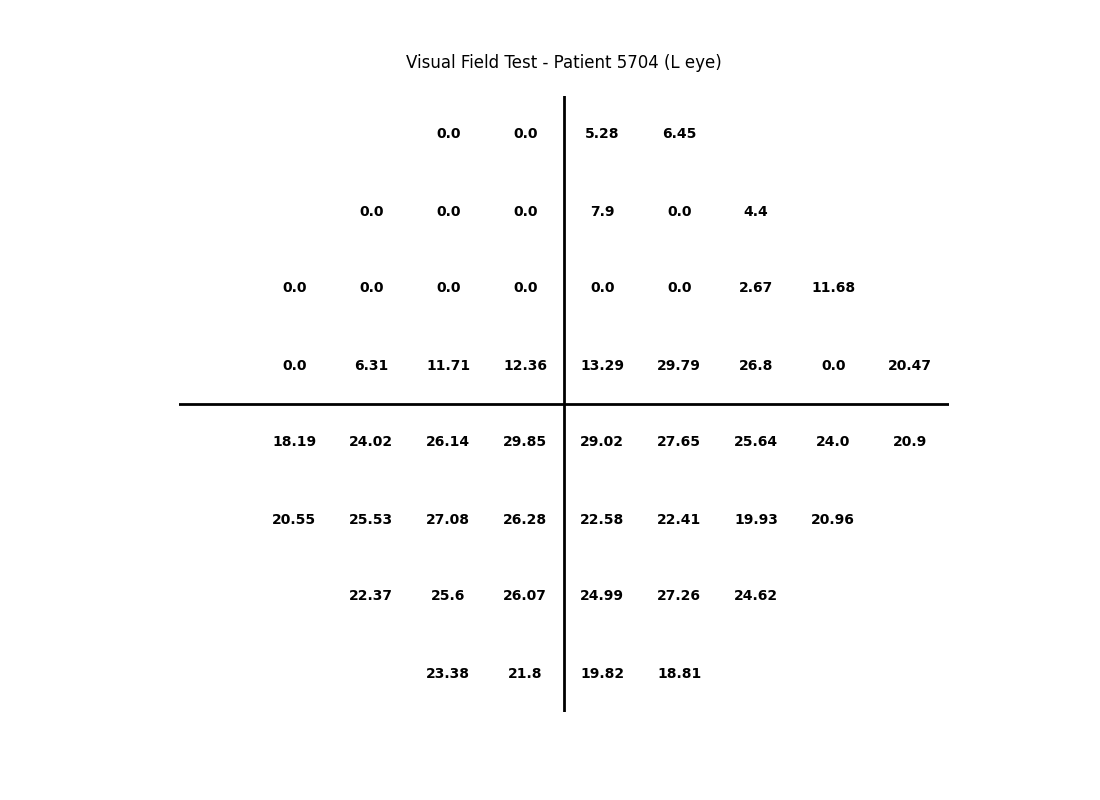 Visual Field Test - Patient 5704 (L eye)
0.0 0.0 5.28 6.45
0.0 0.0 0.0 7.9 0.0 4.4
0.0 0.0 0.0 0.0 0.0 0.0 2.67 11.68
0.0 6.31 11.71 12.36 13.29 29.79 26.8 0.0 20.47
18.19 24.02 26.14 29.85 29.02 27.65 25.64 24.0 20.9
20.55 25.53 27.08 26.28 22.58 22.41 19.93 20.96
22.37 25.6 26.07 24.99 27.26 24.62
23.38 21.8 19.82 18.81